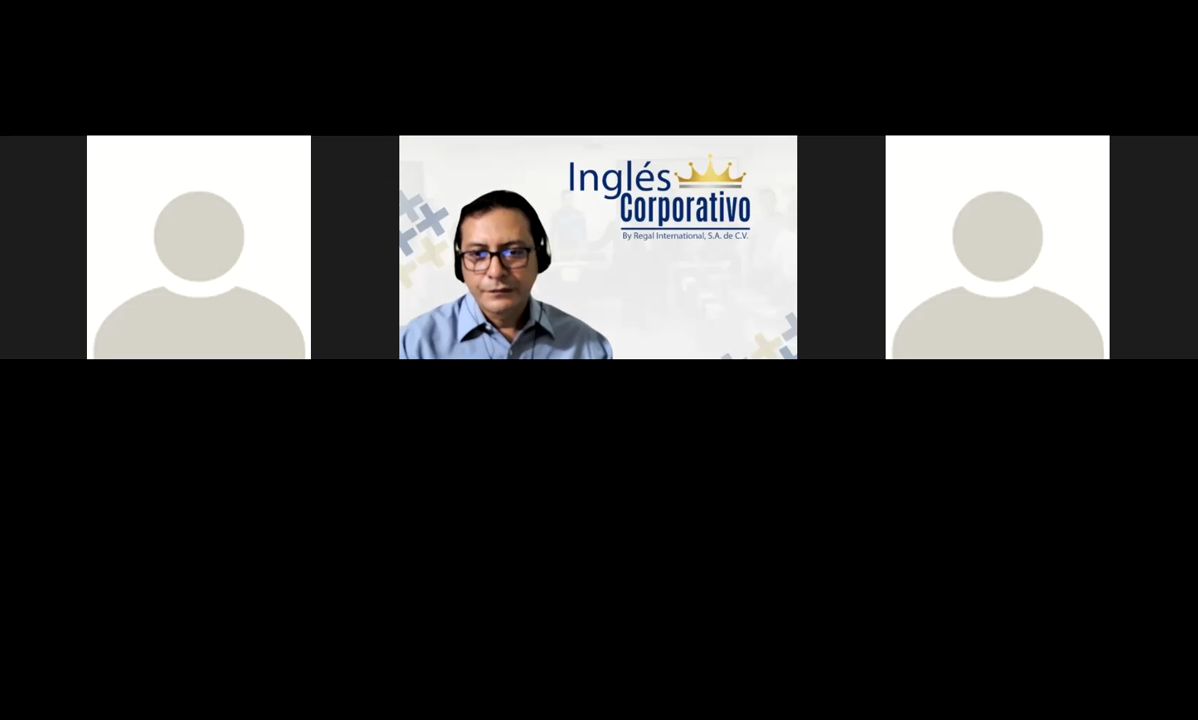 Inglés
Corporativo
By Regal International, S.A. de C.V.